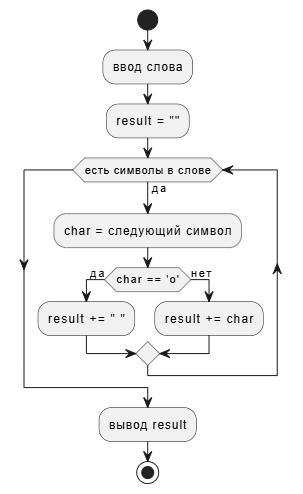 ввод слова
result = ""
есть символы в слове
да
char = следующий символ
да
char == 'о'
нет
result += " "
result += char
вывод result